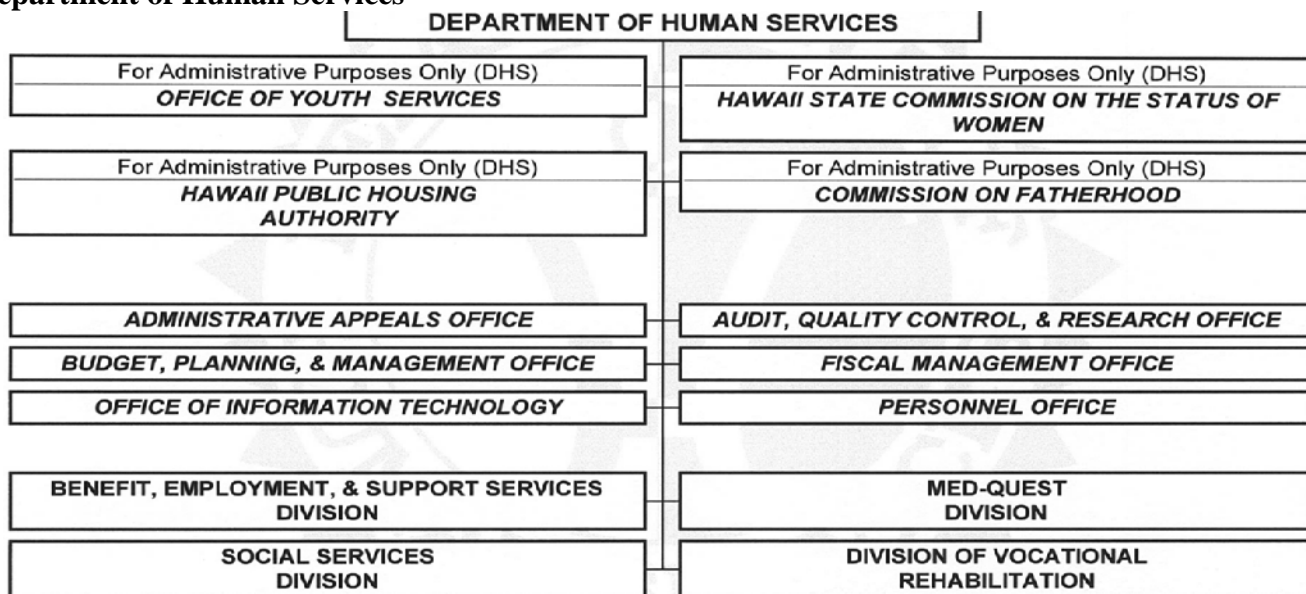 epartment of Human Services
DEPARTMENT OF HUMAN SERVICES
For Administrative Purposes Only (DHS)
OFFICE OF YOUTH SERVICES
For Administrative Purposes Only (DHS)
HAWAII STATE COMMISSION ON THE STATUS OF
WOMEN
For Administrative Purposes Only (DHS)
HAWAII PUBLIC HOUSING
AUTHORITY
For Administrative Purposes Only (DHS)
COMMISSION ON FATHERHOOD
ADMINISTRATIVE APPEALS OFFICE
AUDIT, QUALITY CONTROL, & RESEARCH OFFICE
BUDGET, PLANNING, & MANAGEMENT OFFICE
FISCAL MANAGEMENT OFFICE
OFFICE OF INFORMATION TECHNOLOGY
PERSONNEL OFFICE
BENEFIT, EMPLOYMENT, & SUPPORT SERVICES
DIVISION
MED-QUEST
DIVISION
SOCIAL SERVICES
DIVISION
DIVISION OF VOCATIONAL
REHABILITATION